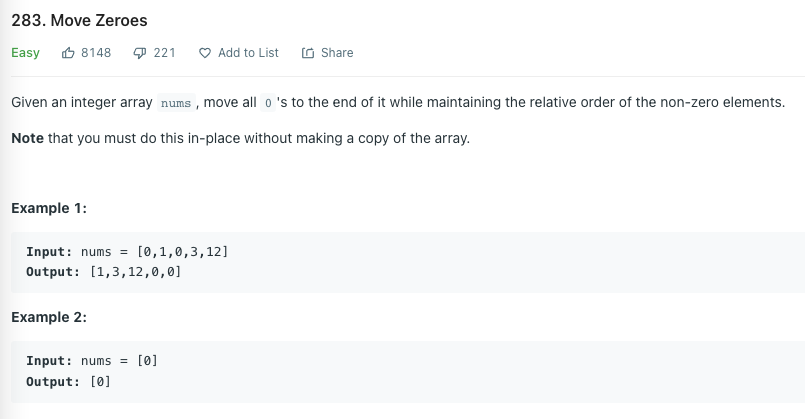 283. Move Zeroes
Easy 8148 221 Add to List Share
Given an integer array nums, move all 0's to the end of it while maintaining the relative order of the non-zero elements.
Note that you must do this in-place without making a copy of the array.
Example 1:
Input: nums = [0,1,0,3,12]
Output: [1,3,12,0,0]
Example 2:
Input: nums = [0]
Output: [0]